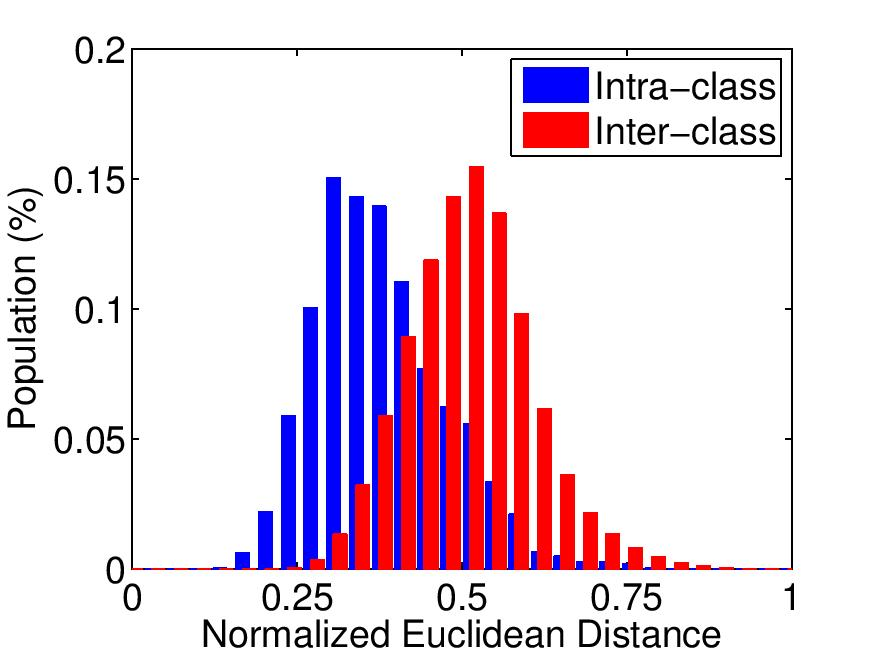 0.2
0.15
0.1
0.05
0
Population (%)
Intra−class
Inter−class
0
0.25
0.5
0.75
1
Normalized Euclidean Distance